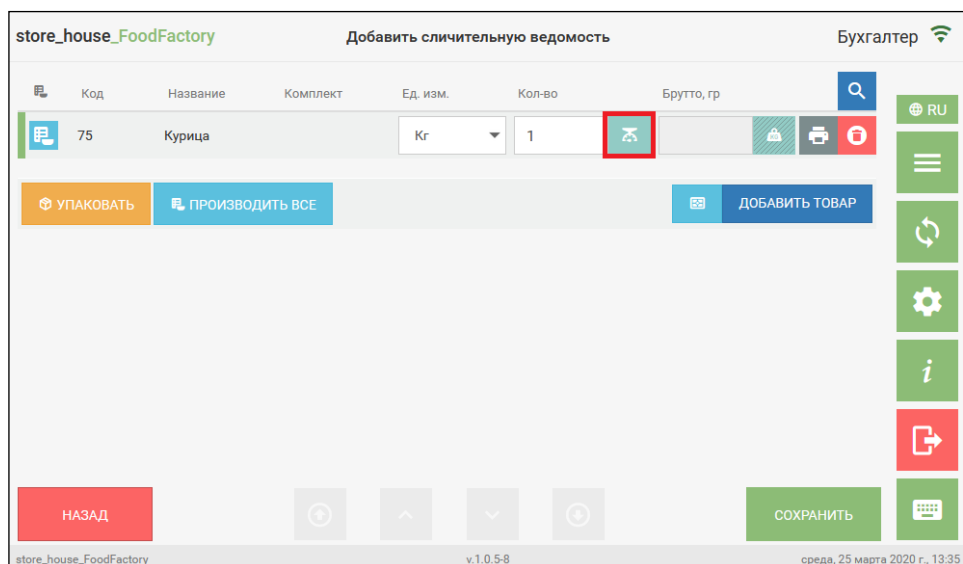 store_house_FoodFactory Добавить сличительную ведомость Бухгалтер
Код Название Комплект Ед. изм. Кол-во Брутто, гр
RU
75 Курица Кг 1
УПАКОВАТЬ ПРОИЗВОДИТЬ ВСЕ ДОБАВИТЬ ТОВАР
НАЗАД СОХРАНИТЬ
store_house_FoodFactory v.1.0.5-8 среда, 25 марта 2020 г., 13:35